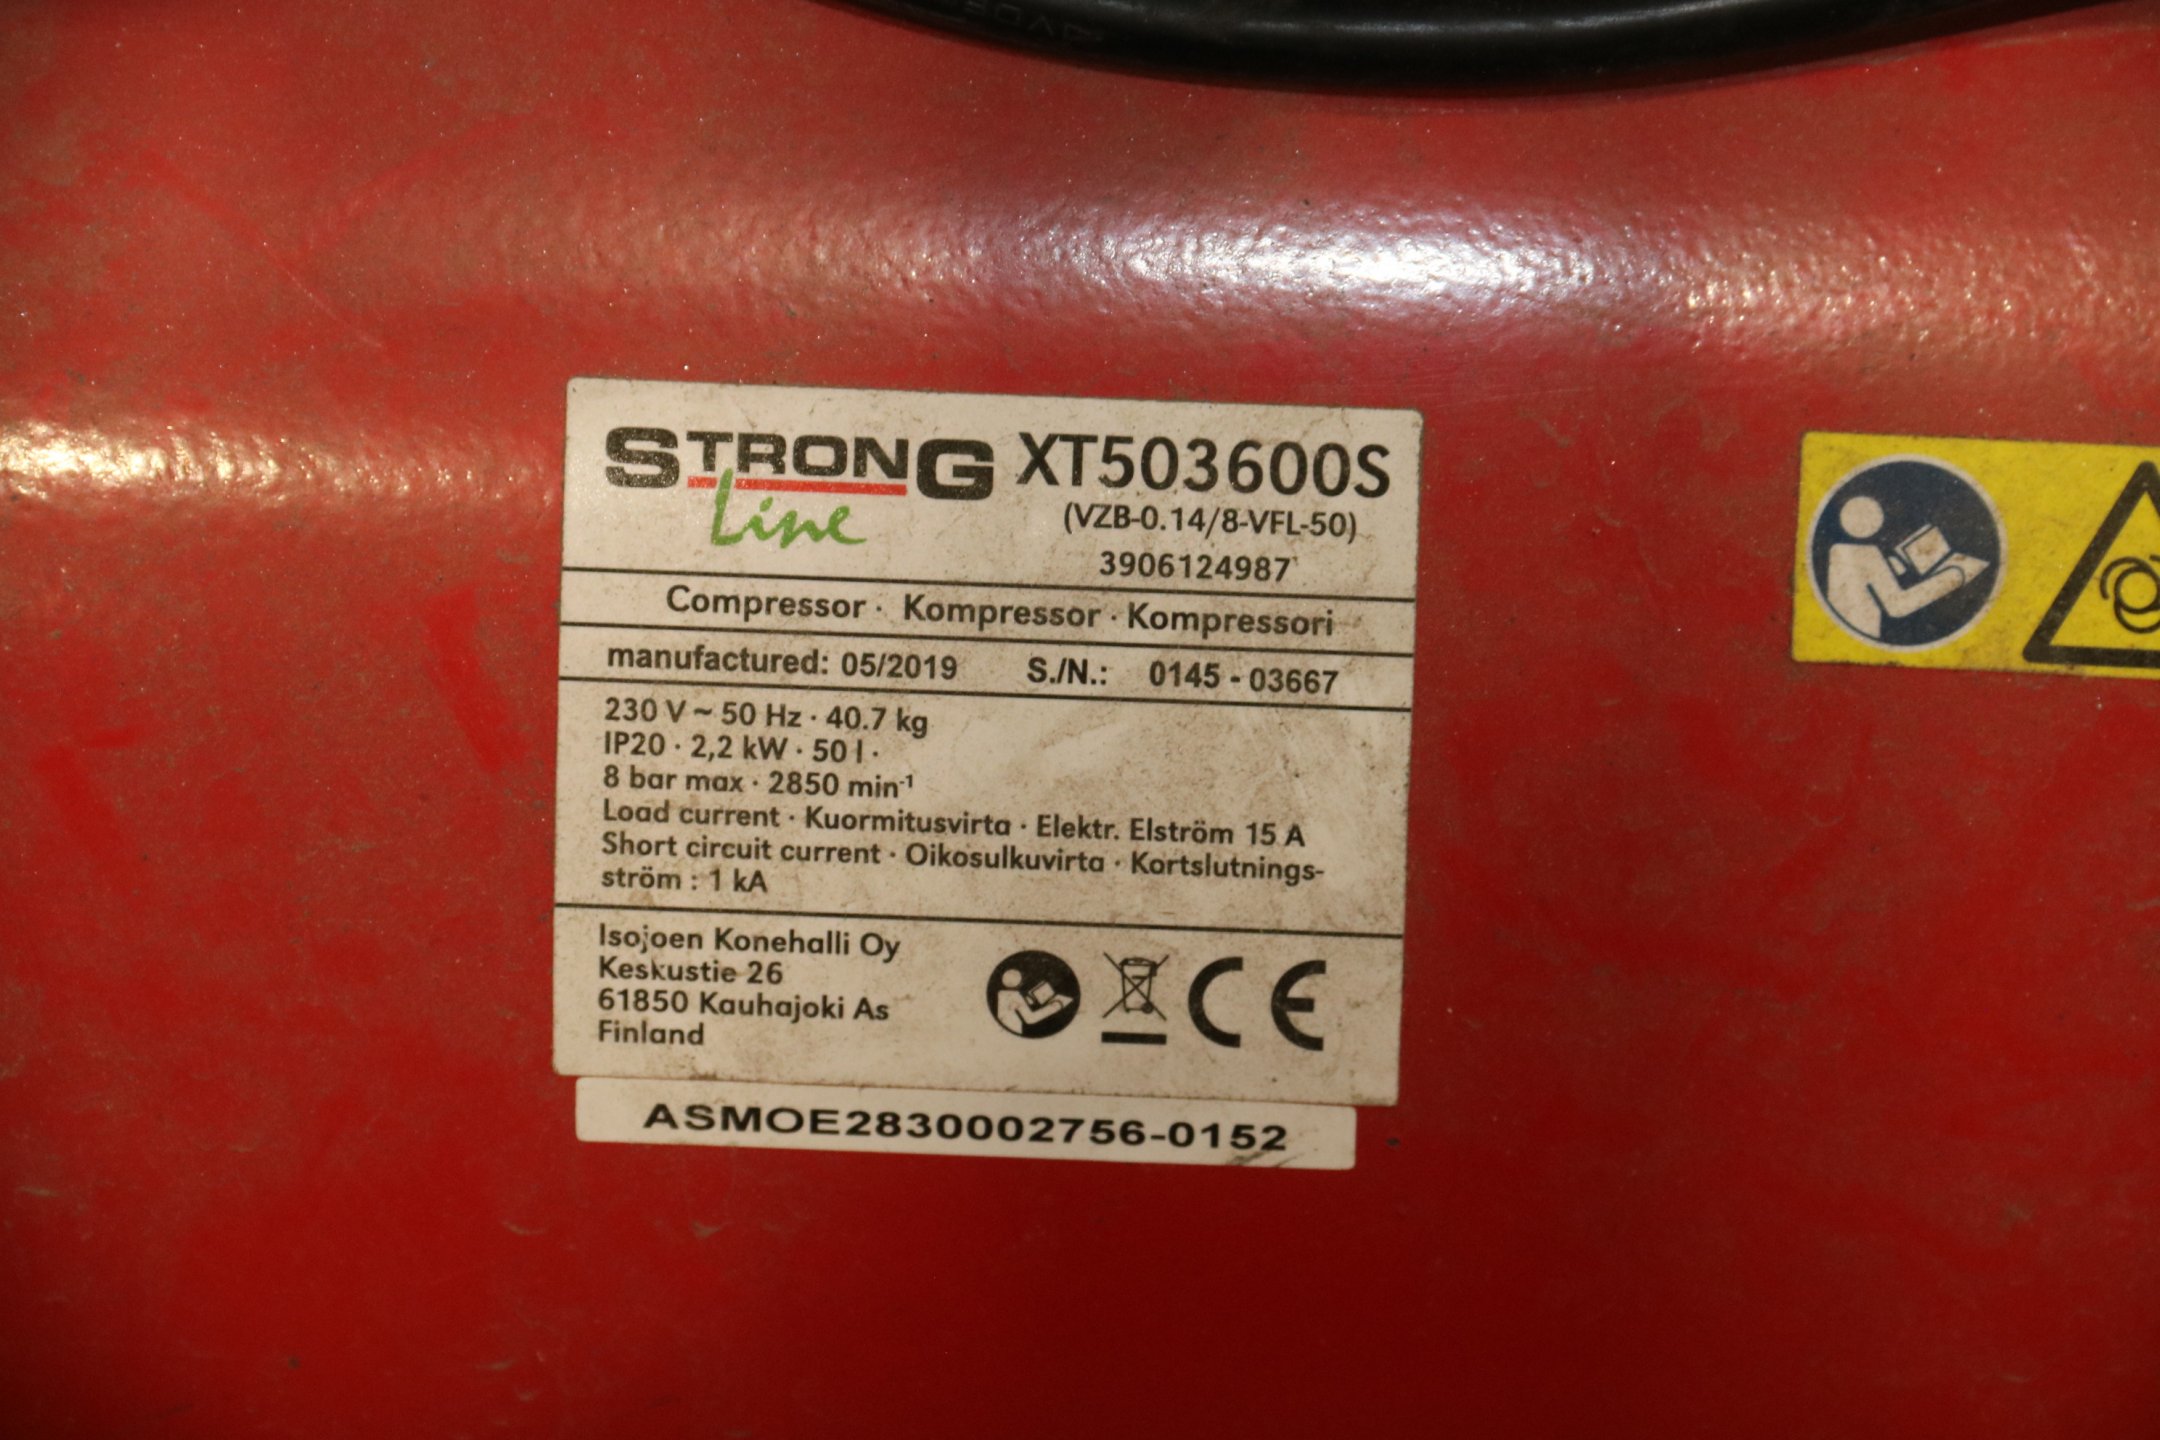 STRONG XT503600S
Line
(VZB-0.14/8-VFL-50)
3906124987
Compressor · Kompressor · Kompressori
manufactured: 05/2019 S./N.: 0145 - 03667
230 V ~ 50 Hz · 40.7 kg
IP20 · 2,2 kW · 50 l ·
8 bar max · 2850 min⁻¹
Load current · Kuormitusvirta · Elektr. Elström 15 A
Short circuit current · Oikosulkuvirta · Kortslutnings-
ström : 1 kA
Isojoen Konehalli Oy
Keskustie 26
61850 Kauhajoki As
Finland
CE
ASMOE2830002756-0152